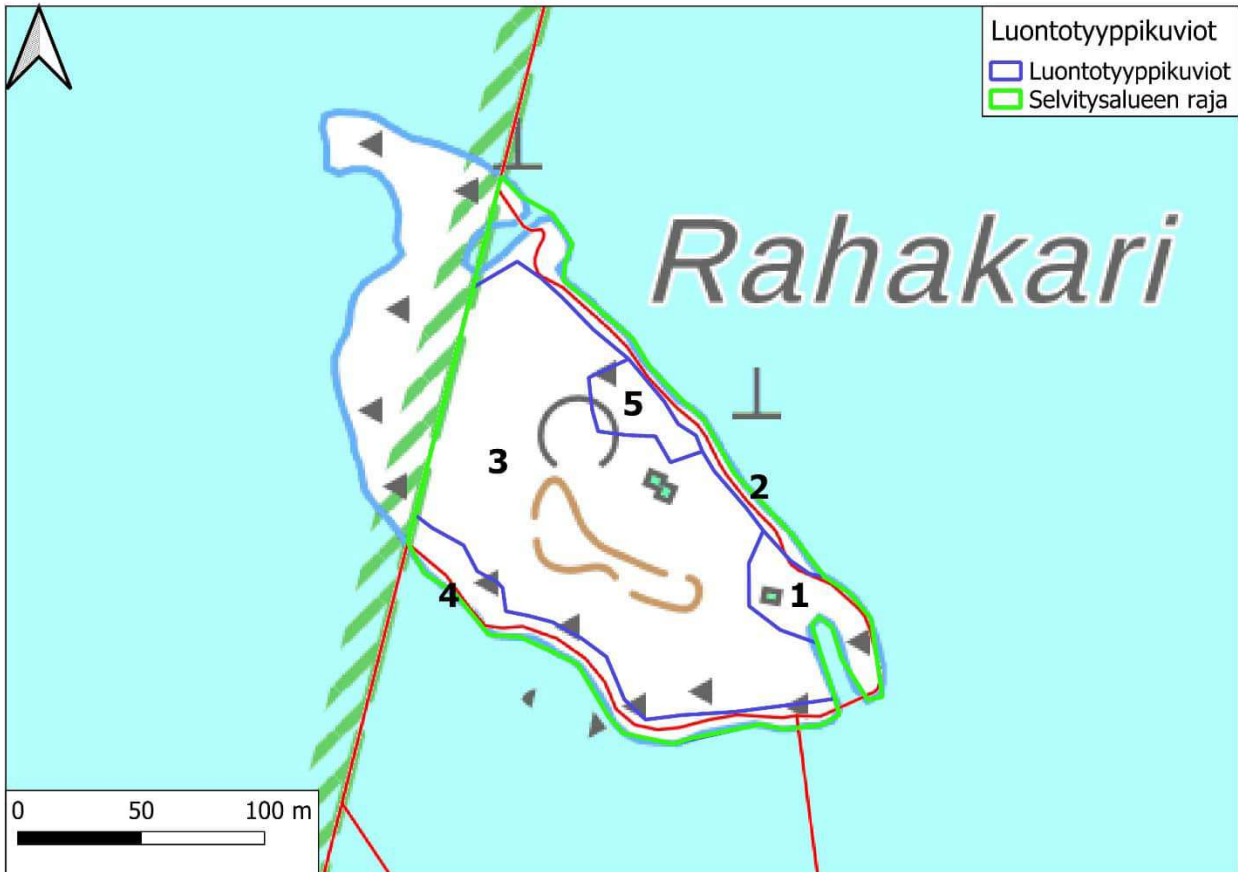 Luontotyyppikuviot
Luontotyyppikuviot
Selvitysalueen raja
Rahakari
5
3
2
1
4
0 50 100 m